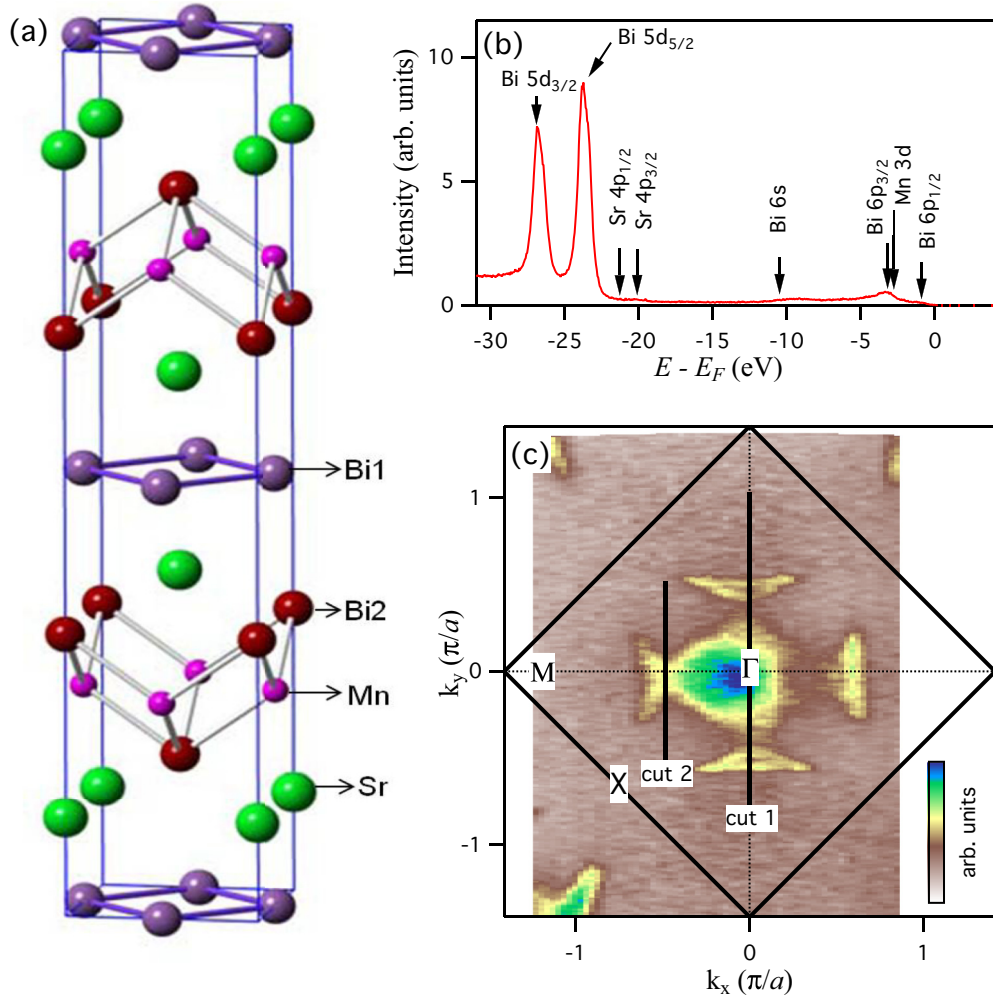 (a)
Bi1
Bi2
Mn
Sr
(b)
Intensity (arb. units)
10
5
0
Bi 5d3/2
Bi 5d5/2
Sr 4p1/2
Sr 4p3/2
Bi 6s
Bi 6p3/2
Mn 3d
Bi 6p1/2
-30 -25 -20 -15 -10 -5 0
E - EF (eV)
(c)
ky (π/a)
1
0
-1
M
Γ
X
cut 2
cut 1
arb. units
-1 0 1
kx (π/a)